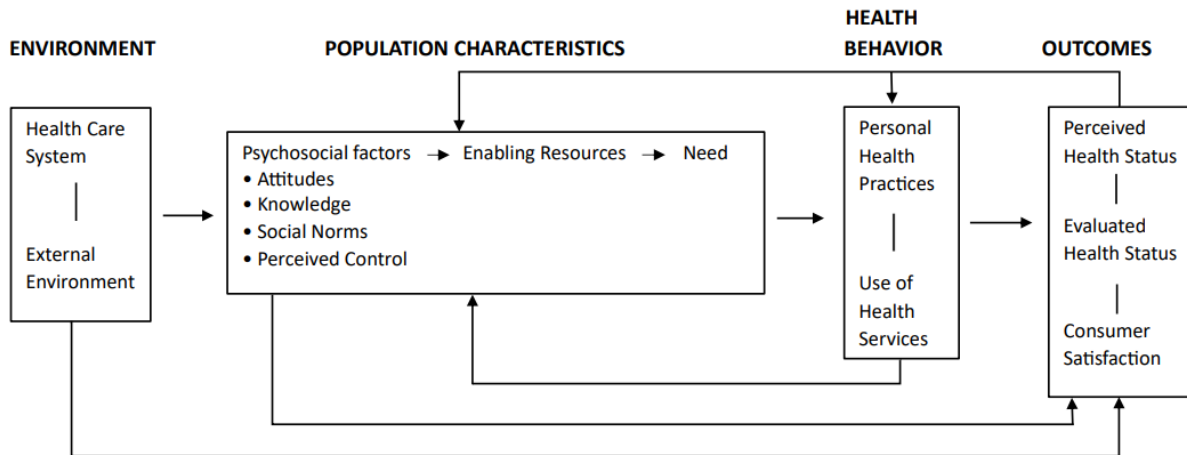 ENVIRONMENT
POPULATION CHARACTERISTICS
HEALTH
BEHAVIOR
OUTCOMES
Health Care
System
External
Environment
Psychosocial factors
Enabling Resources
Need
• Attitudes
• Knowledge
• Social Norms
• Perceived Control
Personal
Health
Practices
Use of
Health
Services
Perceived
Health Status
Evaluated
Health Status
Consumer
Satisfaction